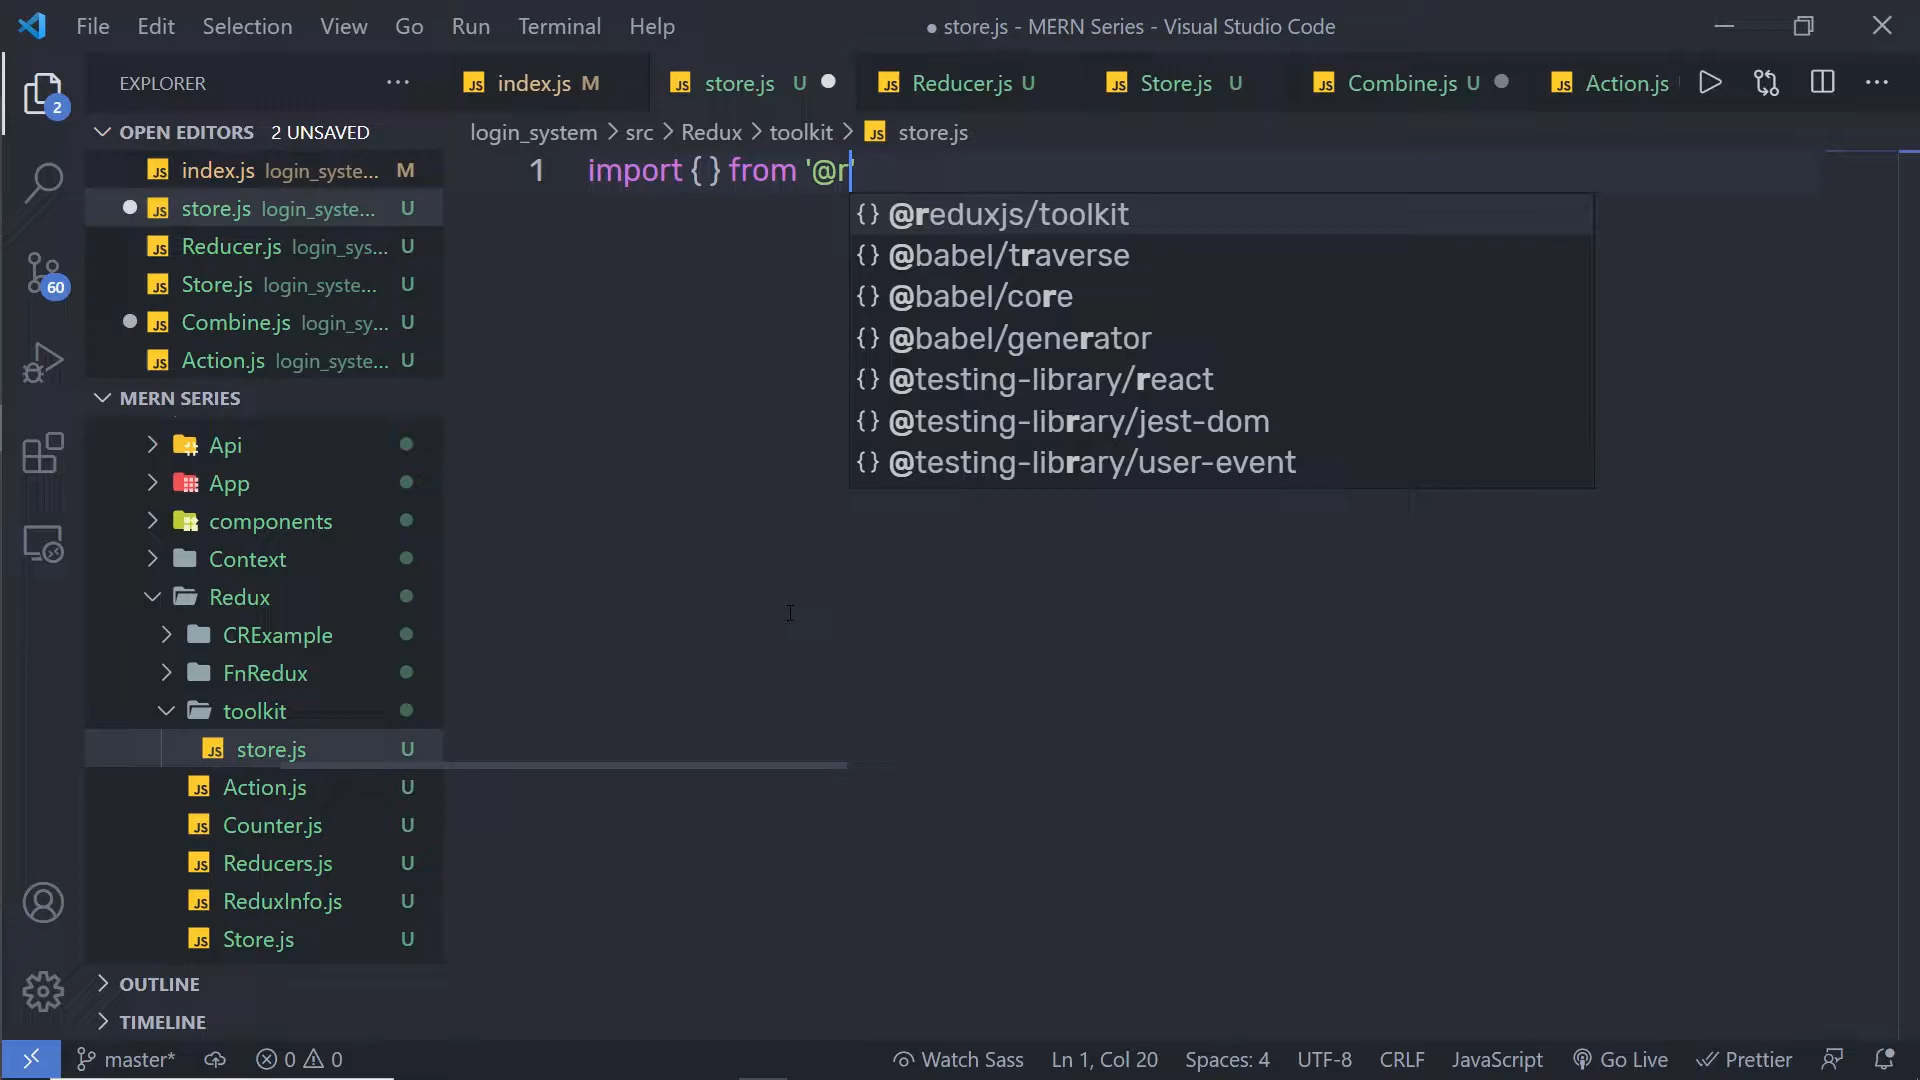 File Edit Selection View Go Run Terminal Help
● store.js - MERN Series - Visual Studio Code
EXPLORER ···
index.js M
store.js U
Reducer.js U
Store.js U
Combine.js U
Action.js
2
OPEN EDITORS 2 UNSAVED
login_system > src > Redux > toolkit > store.js
index.js login_syste... M
store.js login_syste... U
Reducer.js login_sys... U
Store.js login_syste... U
Combine.js login_sy... U
Action.js login_syste... U
1 import { } from '@r'
{} @reduxjs/toolkit
{} @babel/traverse
{} @babel/core
{} @babel/generator
{} @testing-library/react
{} @testing-library/jest-dom
{} @testing-library/user-event
60
MERN SERIES
Api
App
components
Context
Redux
CRExample
FnRedux
toolkit
store.js U
Action.js U
Counter.js U
Reducers.js U
ReduxInfo.js U
Store.js U
OUTLINE
TIMELINE
master* 0 0 Watch Sass Ln 1, Col 20 Spaces: 4 UTF-8 CRLF JavaScript Go Live Prettier